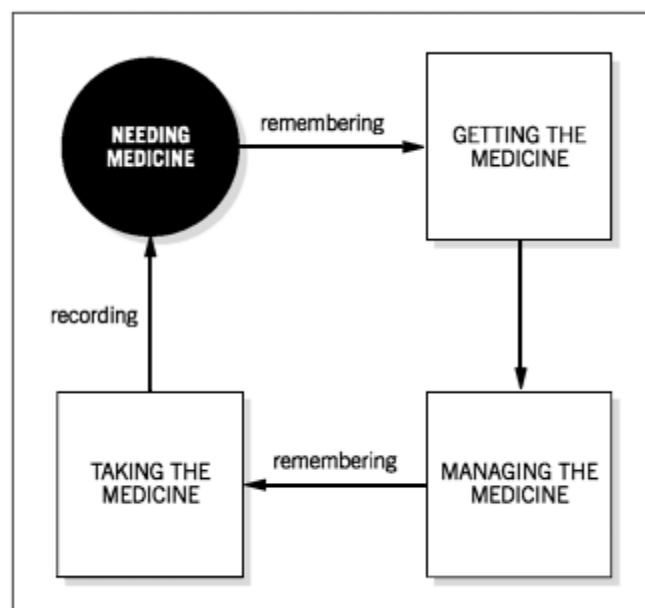 NEEDING
MEDICINE
remembering
GETTING THE
MEDICINE
recording
TAKING THE
MEDICINE
remembering
MANAGING THE
MEDICINE